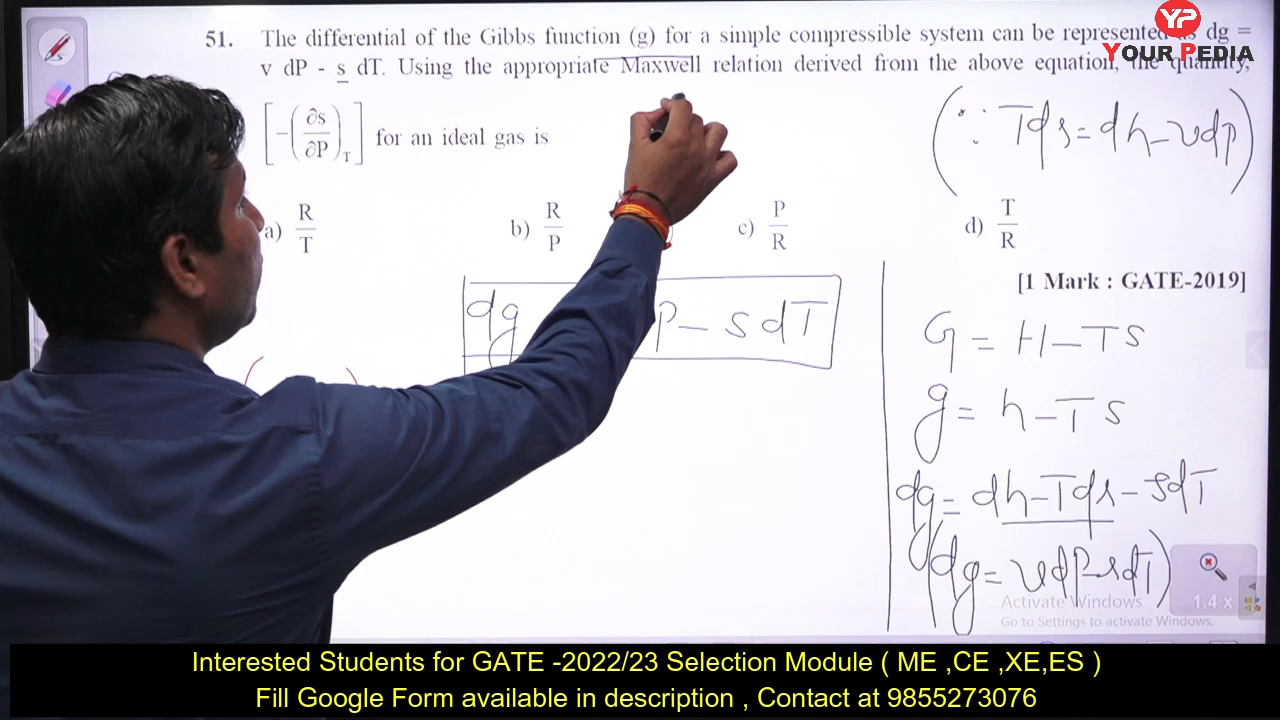 YP
YOUR PEDIA
51. The differential of the Gibbs function (g) for a simple compressible system can be represented as dg =
v dP - s dT. Using the appropriate Maxwell relation derived from the above equation, the quantity,
[-(∂s/∂P)T] for an ideal gas is
(∵ Tds = dh - vdp)
a) R/T b) R/P c) P/R d) T/R
[1 Mark : GATE-2019]
dg P - s dT
G = H - TS
g = h - Ts
dg = dh - Tds - sdT
(dg = vdP - sdT)
Activate Windows
Go to Settings to activate Windows.
1.4 x
Interested Students for GATE -2022/23 Selection Module ( ME ,CE ,XE,ES )
Fill Google Form available in description , Contact at 9855273076